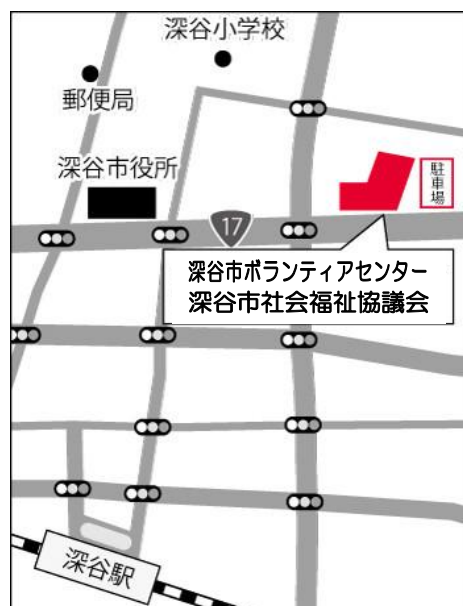 深谷小学校
郵便局
深谷市役所
駐車場
17
深谷市ボランティアセンター
深谷市社会福祉協議会
深谷駅